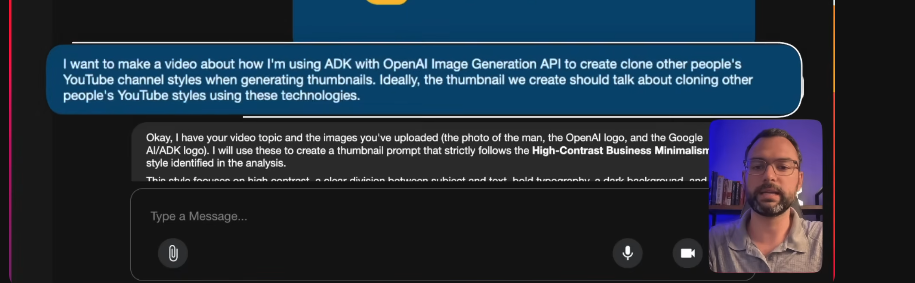 I want to make a video about how I'm using ADK with OpenAI Image Generation API to create clone other people's
YouTube channel styles when generating thumbnails. Ideally, the thumbnail we create should talk about cloning other
people's YouTube styles using these technologies.
Okay, I have your video topic and the images you've uploaded (the photo of the man, the OpenAI logo, and the Google
AI/ADK logo). I will use these to create a thumbnail prompt that strictly follows the High-Contrast Business Minimalism
style identified in the analysis.
This style focuses on high contrast, a clear division between subject and text, bold typography, a dark background, and
Type a Message...